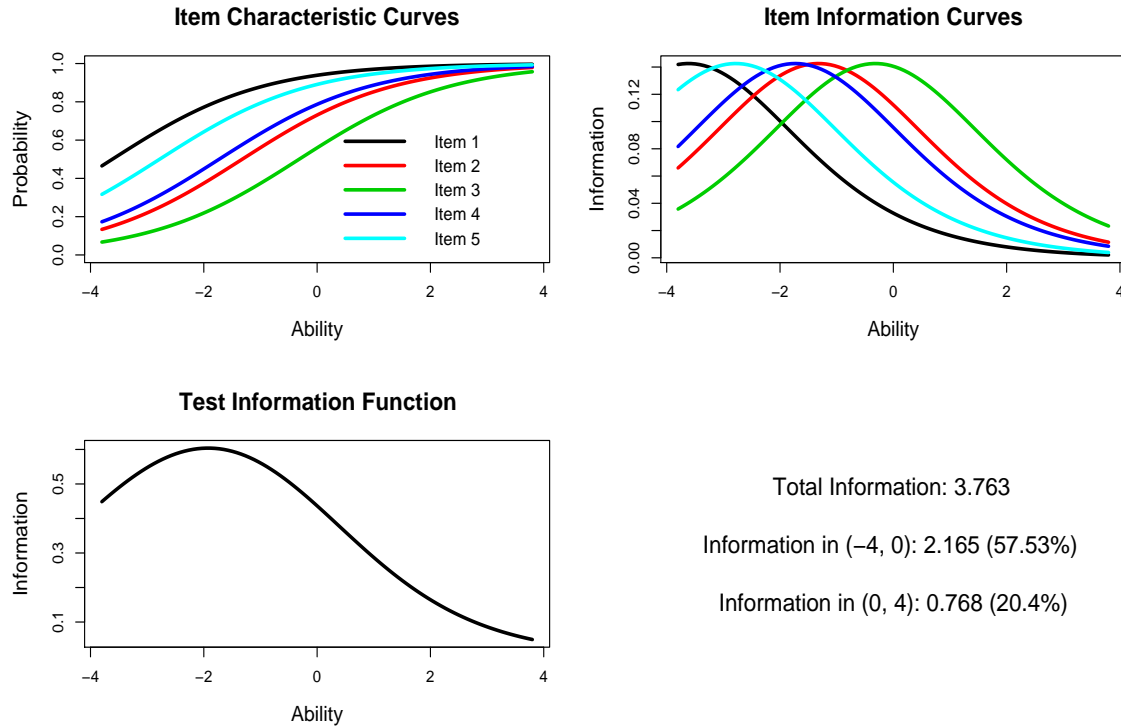 Item Characteristic Curves
Probability
0.0 0.2 0.4 0.6 0.8 1.0
Item 1
Item 2
Item 3
Item 4
Item 5
−4 −2 0 2 4
Ability
Item Information Curves
Information
0.00 0.04 0.08 0.12
−4 −2 0 2 4
Ability
Test Information Function
Information
0.1 0.3 0.5
−4 −2 0 2 4
Ability
Total Information: 3.763
Information in (−4, 0): 2.165 (57.53%)
Information in (0, 4): 0.768 (20.4%)